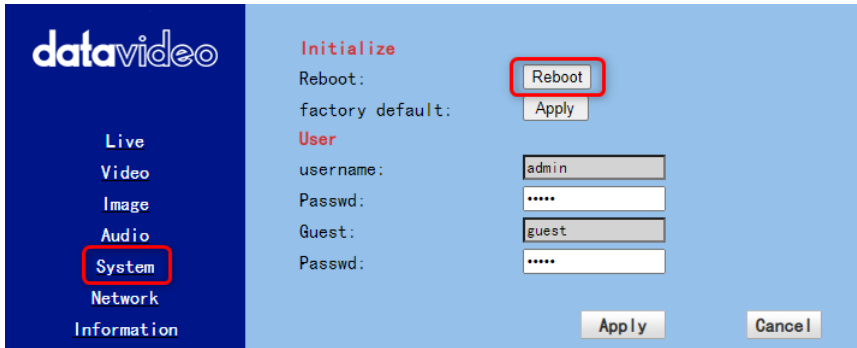 datavideo
Live
Video
Image
Audio
System
Network
Information
Initialize
Reboot: Reboot
factory default: Apply
User
username: admin
Passwd: •••••
Guest: guest
Passwd: •••••
Apply Cancel